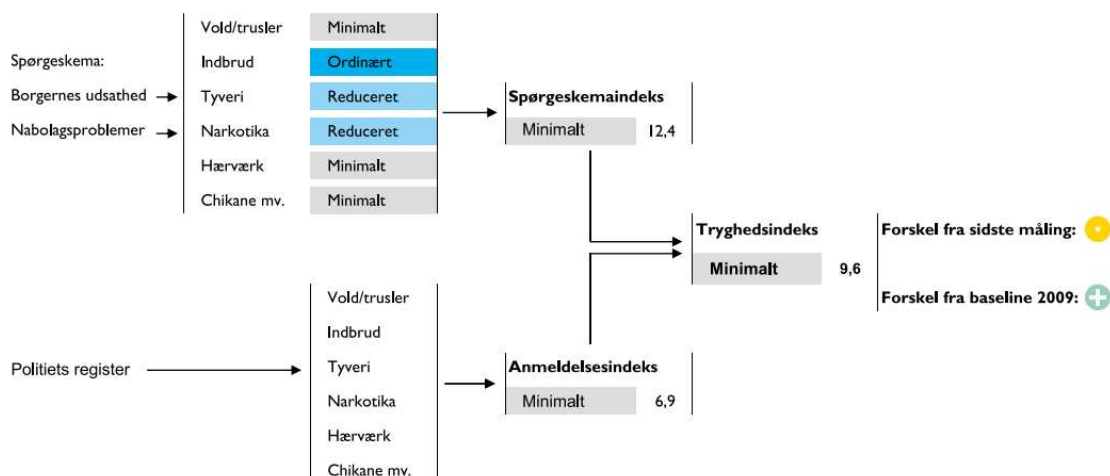 Spørgeskema:
Borgernes udsathed
Nabolagsproblemer
Vold/trusler Minimalt
Indbrud Ordinært
Tyveri Reduceret
Narkotika Reduceret
Hærværk Minimalt
Chikane mv. Minimalt
Spørgeskemaindeks
Minimalt 12,4
Tryghedsindeks
Minimalt 9,6
Forskel fra sidste måling:
Forskel fra baseline 2009:
Politiets register
Vold/trusler
Indbrud
Tyveri
Narkotika
Hærværk
Chikane mv.
Anmeldelsesindeks
Minimalt 6,9